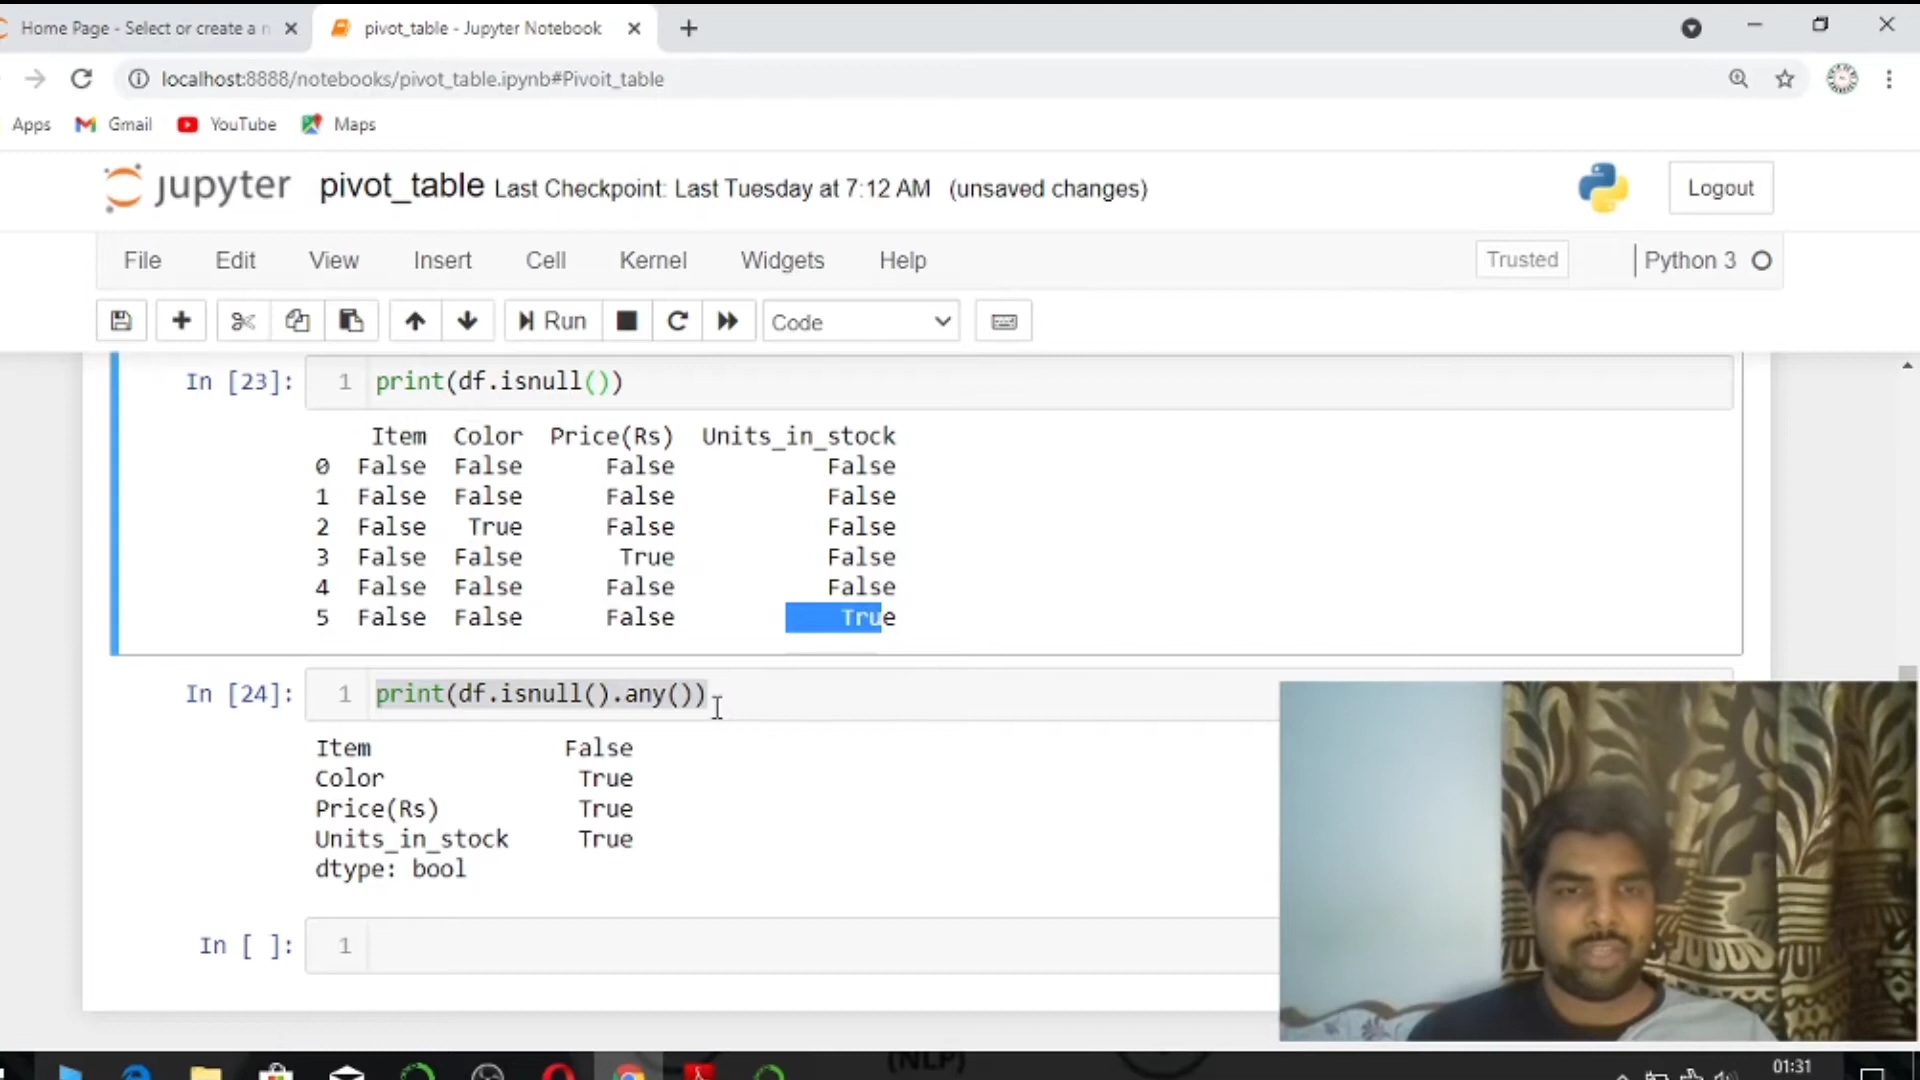 Home Page - Select or create a n
pivot_table - Jupyter Notebook
localhost:8888/notebooks/pivot_table.ipynb#Pivoit_table
Apps Gmail YouTube Maps
jupyter pivot_table Last Checkpoint: Last Tuesday at 7:12 AM (unsaved changes) Logout
File Edit View Insert Cell Kernel Widgets Help Trusted Python 3
Run Code
In [23]: 1 print(df.isnull())
Item Color Price(Rs) Units_in_stock
0 False False False False
1 False False False False
2 False True False False
3 False False True False
4 False False False False
5 False False False True
In [24]: 1 print(df.isnull().any())
Item False
Color True
Price(Rs) True
Units_in_stock True
dtype: bool
In [ ]: 1
(NLP)
01:31